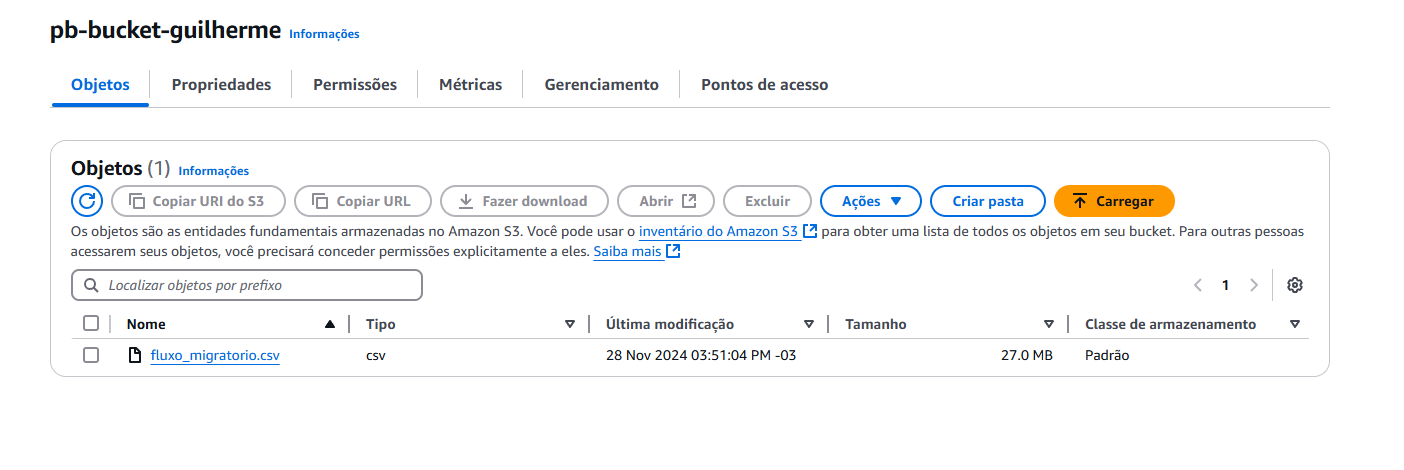 pb-bucket-guilherme Informações
Objetos Propriedades Permissões Métricas Gerenciamento Pontos de acesso
Objetos (1) Informações
Copiar URI do S3 Copiar URL Fazer download Abrir Excluir Ações Criar pasta Carregar
Os objetos são as entidades fundamentais armazenadas no Amazon S3. Você pode usar o inventário do Amazon S3 para obter uma lista de todos os objetos em seu bucket. Para outras pessoas
acessarem seus objetos, você precisará conceder permissões explicitamente a eles. Saiba mais
Localizar objetos por prefixo 1
Nome Tipo Última modificação Tamanho Classe de armazenamento
fluxo_migratorio.csv csv 28 Nov 2024 03:51:04 PM -03 27.0 MB Padrão